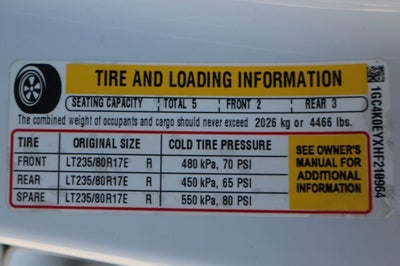 TIRE AND LOADING INFORMATION
SEATING CAPACITY TOTAL 5 FRONT 2 REAR 3
The combined weight of occupants and cargo should never exceed 2026 kg or 4466 lbs.
TIRE ORIGINAL SIZE COLD TIRE PRESSURE
FRONT LT235/80R17E R 480 kPa, 70 PSI
REAR LT235/80R17E R 450 kPa, 65 PSI
SPARE LT235/80R17E R 550 kPa, 80 PSI
SEE OWNER'S
MANUAL FOR
ADDITIONAL
INFORMATION
1GC4K0EYXHF218964